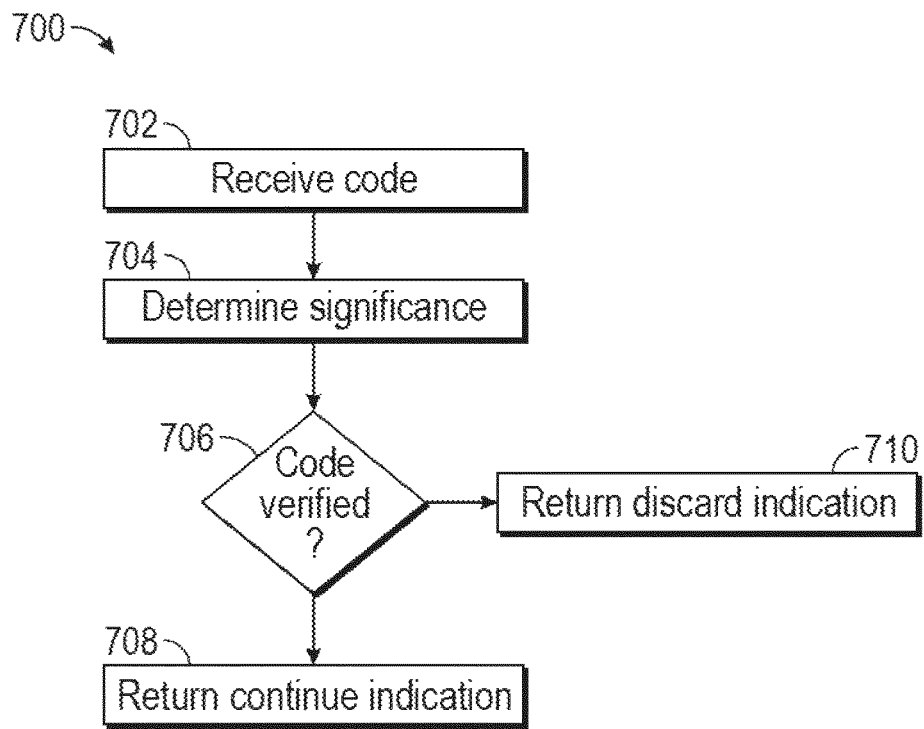 700
702
Receive code
704
Determine significance
706
Code
verified
?
710
Return discard indication
708
Return continue indication